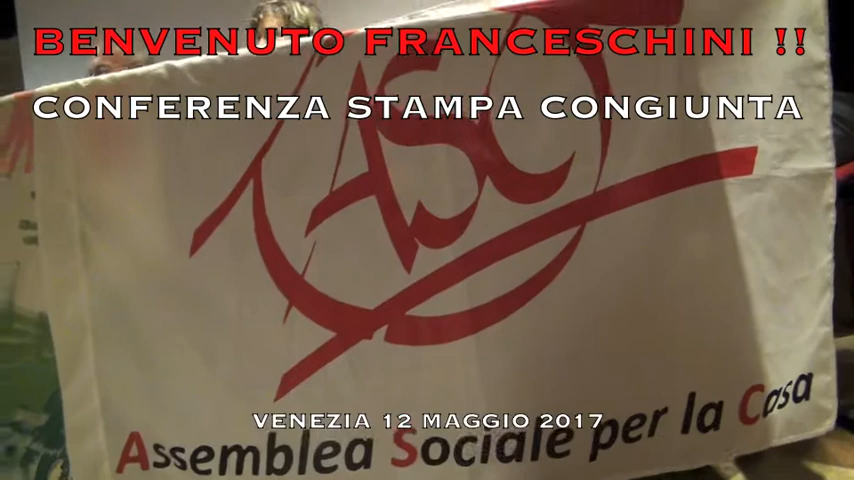 BENVENUTO FRANCESCHINI !!
CONFERENZA STAMPA CONGIUNTA
ASC
VENEZIA 12 MAGGIO 2017
Assemblea Sociale per la Casa